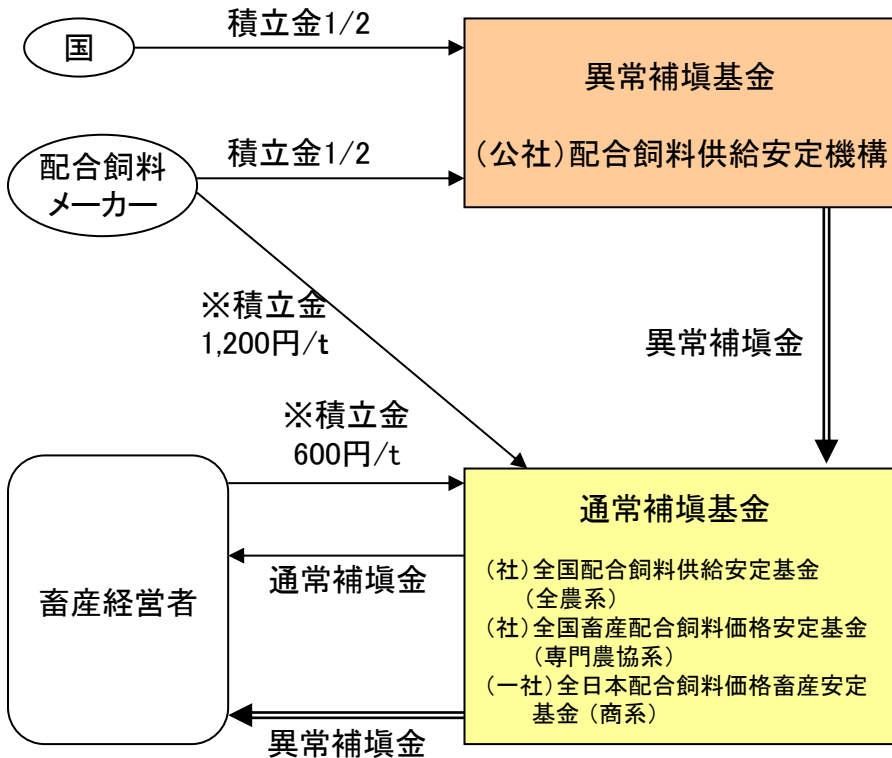 国
積立金1/2
異常補塡基金
(公社)配合飼料供給安定機構
配合飼料
メーカー
積立金1/2
※積立金
1,200円/t
異常補塡金
※積立金
600円/t
畜産経営者
通常補塡金
異常補塡金
通常補塡基金
(社)全国配合飼料供給安定基金
(全農系)
(社)全国畜産配合飼料価格安定基金
(専門農協系)
(一社)全日本配合飼料価格畜産安定
基金(商系)